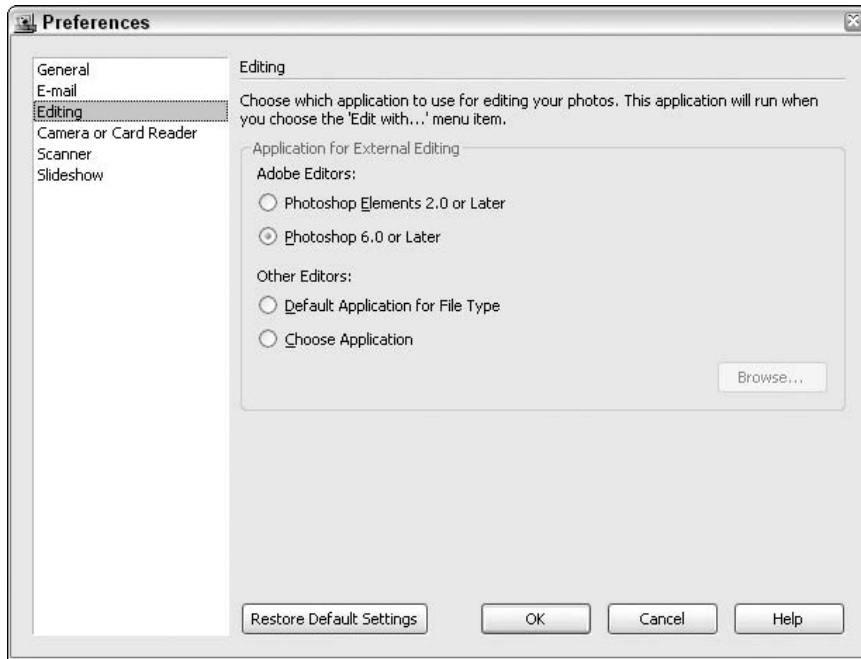 Preferences
General
E-mail
Editing
Camera or Card Reader
Scanner
Slideshow
Editing
Choose which application to use for editing your photos. This application will run when
you choose the 'Edit with...' menu item.
Application for External Editing
Adobe Editors:
Photoshop Elements 2.0 or Later
Photoshop 6.0 or Later
Other Editors:
Default Application for File Type
Choose Application
Browse...
Restore Default Settings
OK
Cancel
Help